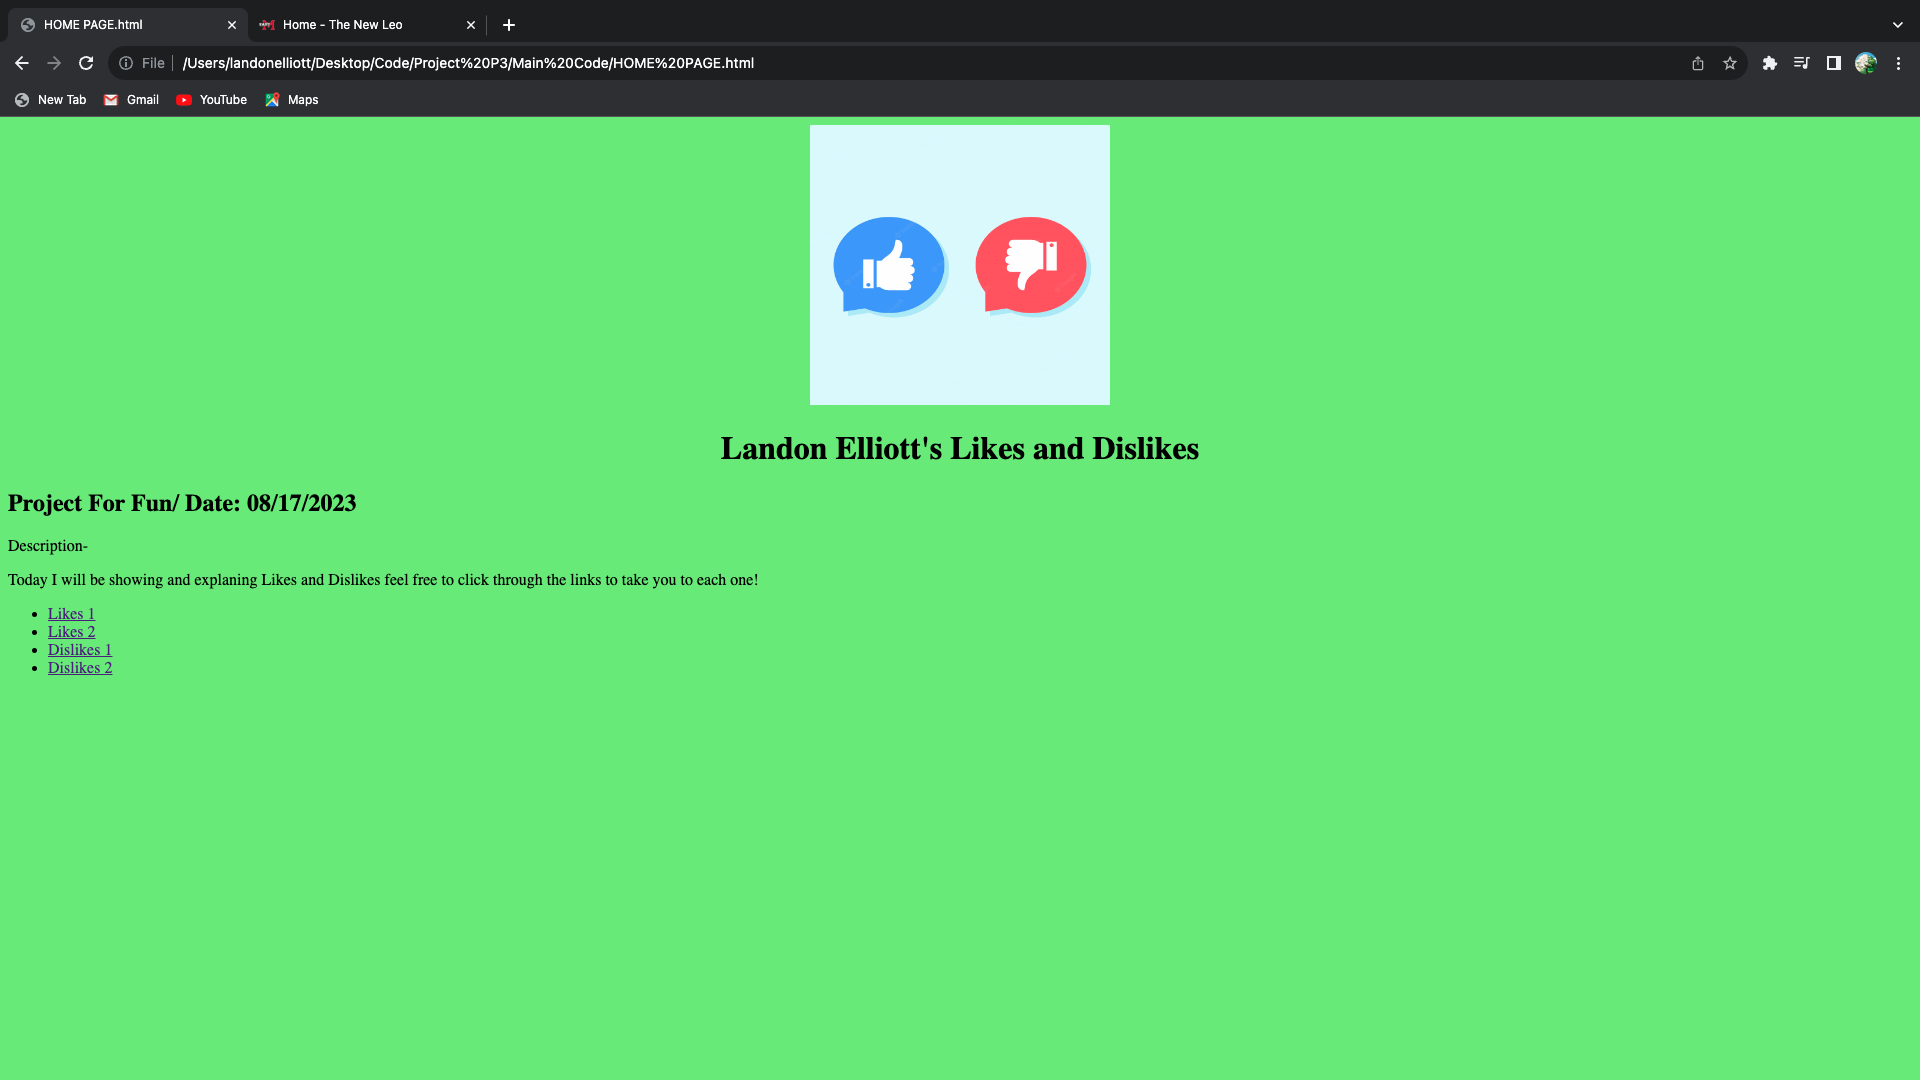 HOME PAGE.html
Home - The New Leo
File
/Users/landonelliott/Desktop/Code/Project%20P3/Main%20Code/HOME%20PAGE.html
New Tab Gmail YouTube Maps
Landon Elliott's Likes and Dislikes
Project For Fun/ Date: 08/17/2023
Description-
Today I will be showing and explaning Likes and Dislikes feel free to click through the links to take you to each one!
Likes 1
Likes 2
Dislikes 1
Dislikes 2